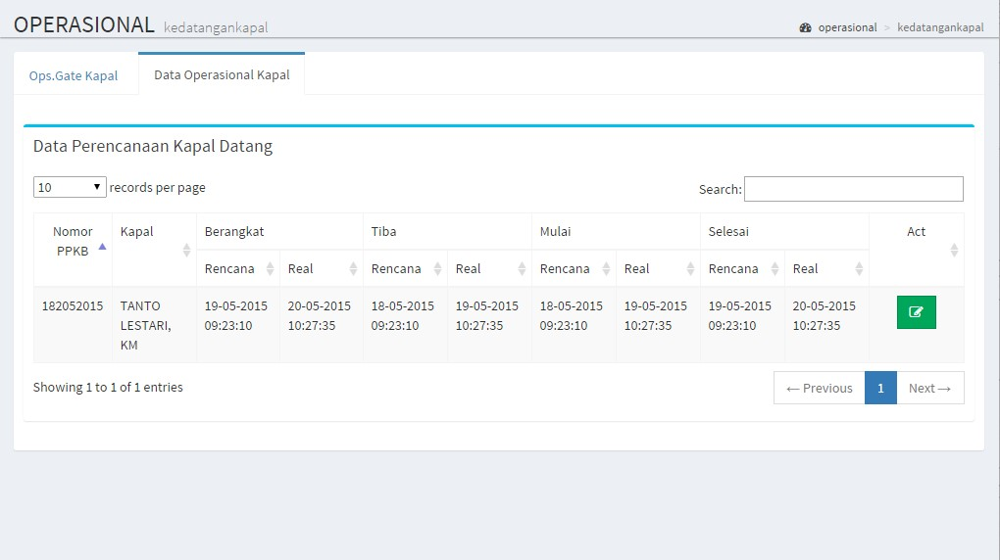 OPERASIONAL kedatangankapal
operasional > kedatangankapal
Ops.Gate Kapal Data Operasional Kapal
Data Perencanaan Kapal Datang
10 records per page Search:
Nomor PPKB Kapal Berangkat Tiba Mulai Selesai Act
Rencana Real Rencana Real Rencana Real Rencana Real
182052015 TANTO 19-05-2015 20-05-2015 18-05-2015 19-05-2015 18-05-2015 19-05-2015 19-05-2015 20-05-2015
LESTARI, 09:23:10 10:27:35 09:23:10 10:27:35 09:23:10 10:27:35 09:23:10 10:27:35
KM
Showing 1 to 1 of 1 entries ← Previous 1 Next →